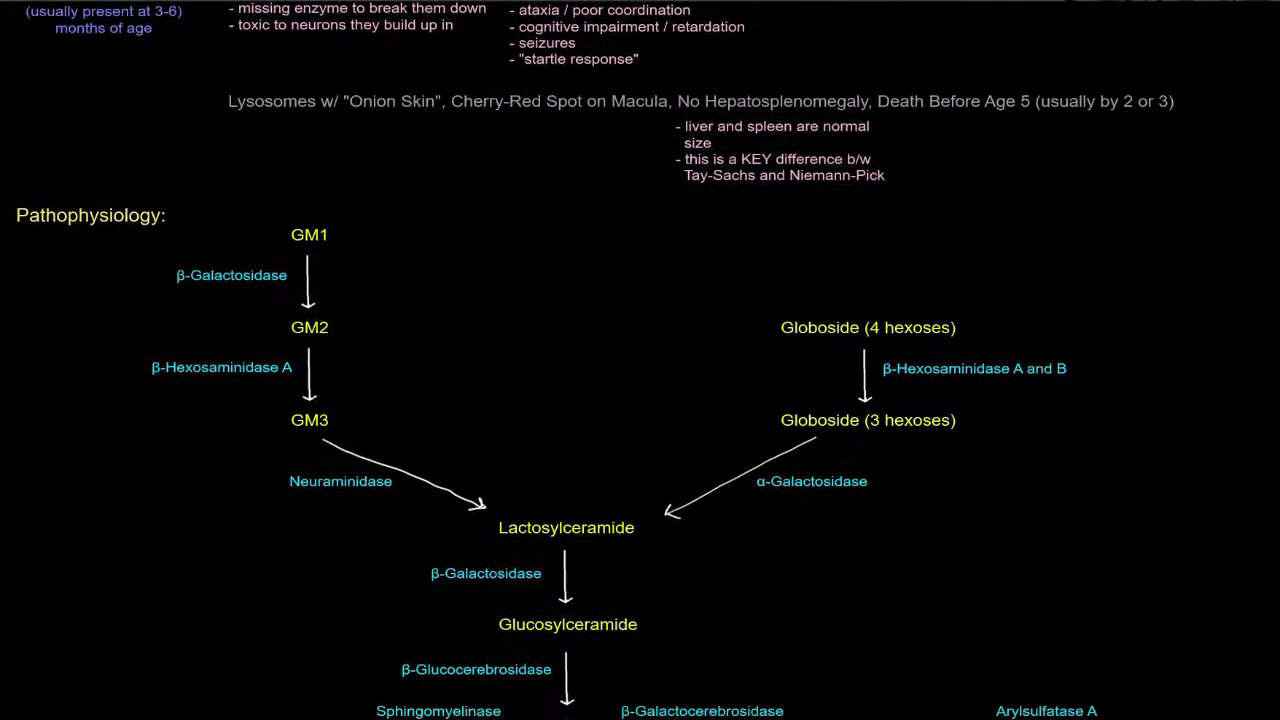 (usually present at 3-6)
months of age
- missing enzyme to break them down
- toxic to neurons they build up in
- ataxia / poor coordination
- cognitive impairment / retardation
- seizures
- "startle response"
Lysosomes w/ "Onion Skin", Cherry-Red Spot on Macula, No Hepatosplenomegaly, Death Before Age 5 (usually by 2 or 3)
- liver and spleen are normal
size
- this is a KEY difference b/w
Tay-Sachs and Niemann-Pick
Pathophysiology:
GM1
β-Galactosidase
GM2
Globoside (4 hexoses)
β-Hexosaminidase A
β-Hexosaminidase A and B
GM3
Globoside (3 hexoses)
Neuraminidase
α-Galactosidase
Lactosylceramide
β-Galactosidase
Glucosylceramide
β-Glucocerebrosidase
Sphingomyelinase
β-Galactocerebrosidase
Arylsulfatase A